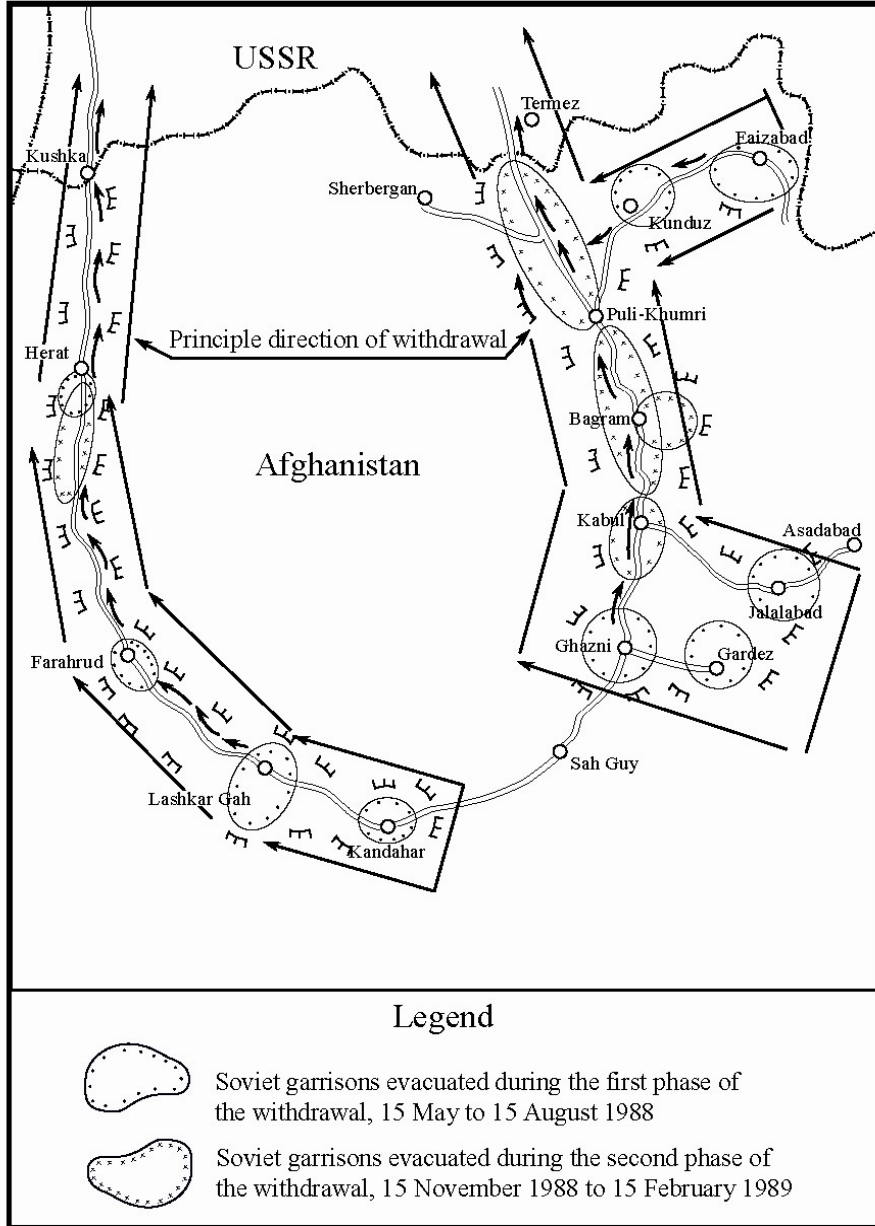 USSR
Termez
Faizabad
Kushka
Sherbergan
Kunduz
Puli-Khumri
Principle direction of withdrawal
Herat
Bagram
Afghanistan
Kabul
Asadabad
Jalalabad
Ghazni
Gardez
Farahrud
Sah Guy
Lashkar Gah
Kandahar
Legend
Soviet garrisons evacuated during the first phase of
the withdrawal, 15 May to 15 August 1988
Soviet garrisons evacuated during the second phase of
the withdrawal, 15 November 1988 to 15 February 1989